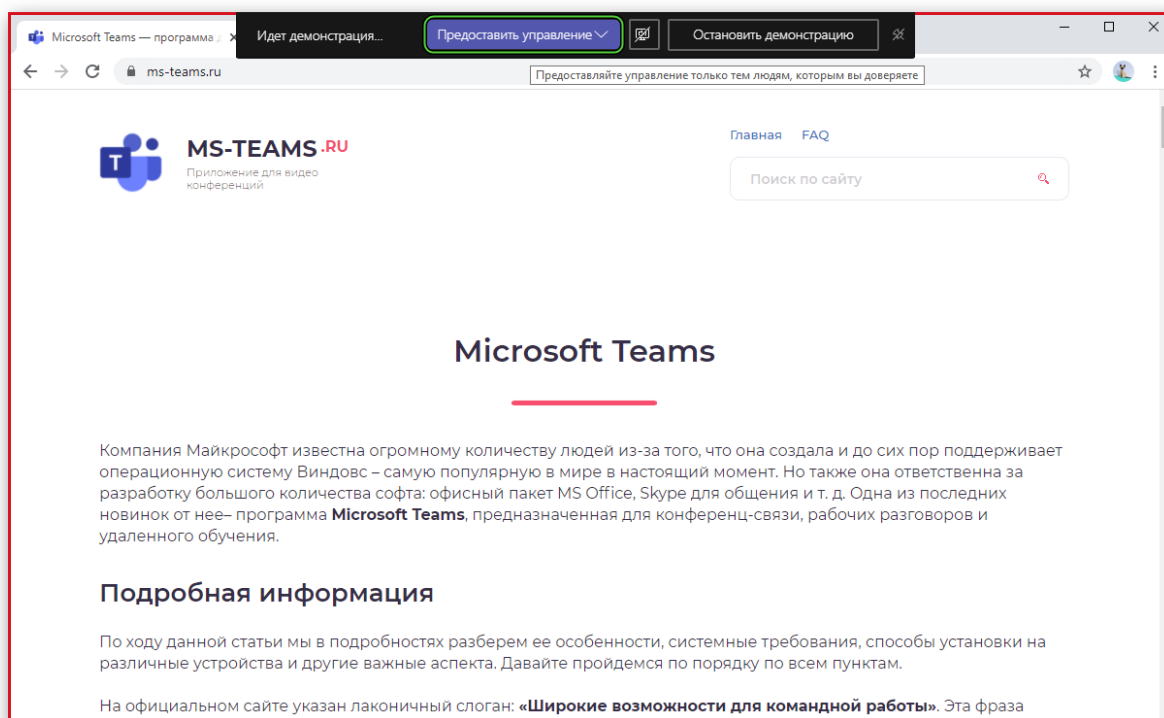 Microsoft Teams — программа д
Идет демонстрация...
Предоставить управление
Остановить демонстрацию
ms-teams.ru
Предоставляйте управление только тем людям, которым вы доверяете
Главная FAQ
T
MS-TEAMS.RU
Приложение для видео
конференций
Поиск по сайту
Microsoft Teams
Компания Майкрософт известна огромному количеству людей из-за того, что она создала и до сих пор поддерживает
операционную систему Виндовс – самую популярную в мире в настоящий момент. Но также она ответственна за
разработку большого количества софта: офисный пакет MS Office, Skype для общения и т. д. Одна из последних
новинок от нее– программа Microsoft Teams, предназначенная для конференц-связи, рабочих разговоров и
удаленного обучения.
Подробная информация
По ходу данной статьи мы в подробностях разберем ее особенности, системные требования, способы установки на
различные устройства и другие важные аспекта. Давайте пройдемся по порядку по всем пунктам.
На официальном сайте указан лаконичный слоган: «Широкие возможности для командной работы». Эта фраза